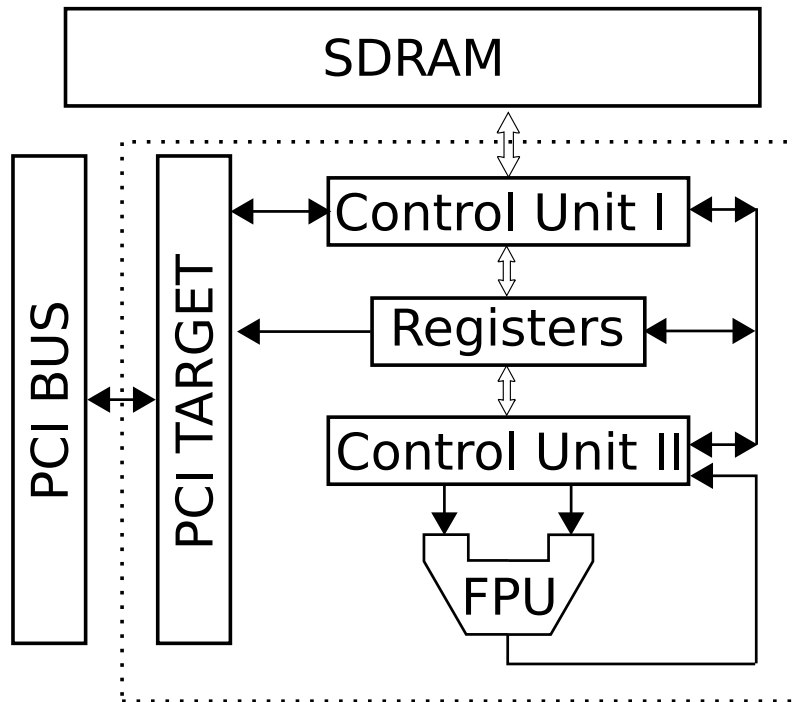 SDRAM
PCI BUS
PCI TARGET
Control Unit I
Registers
Control Unit II
FPU